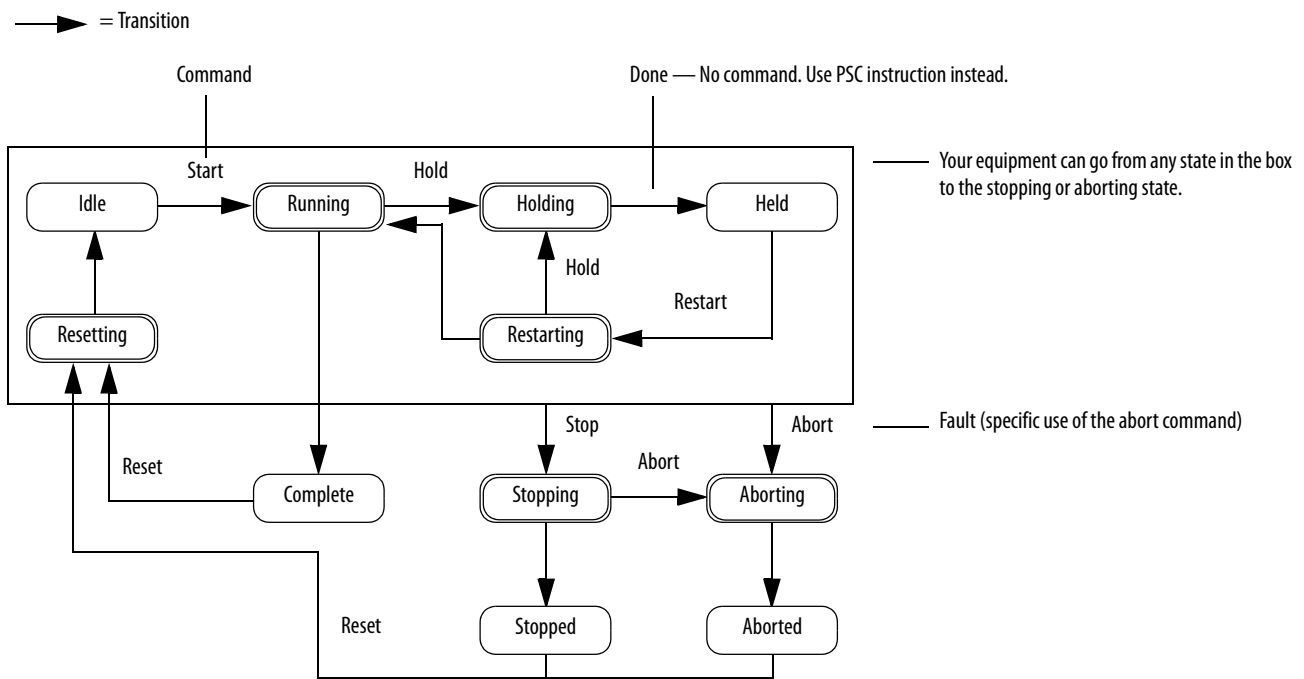 = Transition
Command
Done — No command. Use PSC instruction instead.
Your equipment can go from any state in the box
to the stopping or aborting state.
Start
Hold
Idle
Running
Holding
Held
Hold
Restart
Resetting
Restarting
Stop
Abort
Fault (specific use of the abort command)
Reset
Abort
Complete
Stopping
Aborting
Reset
Stopped
Aborted